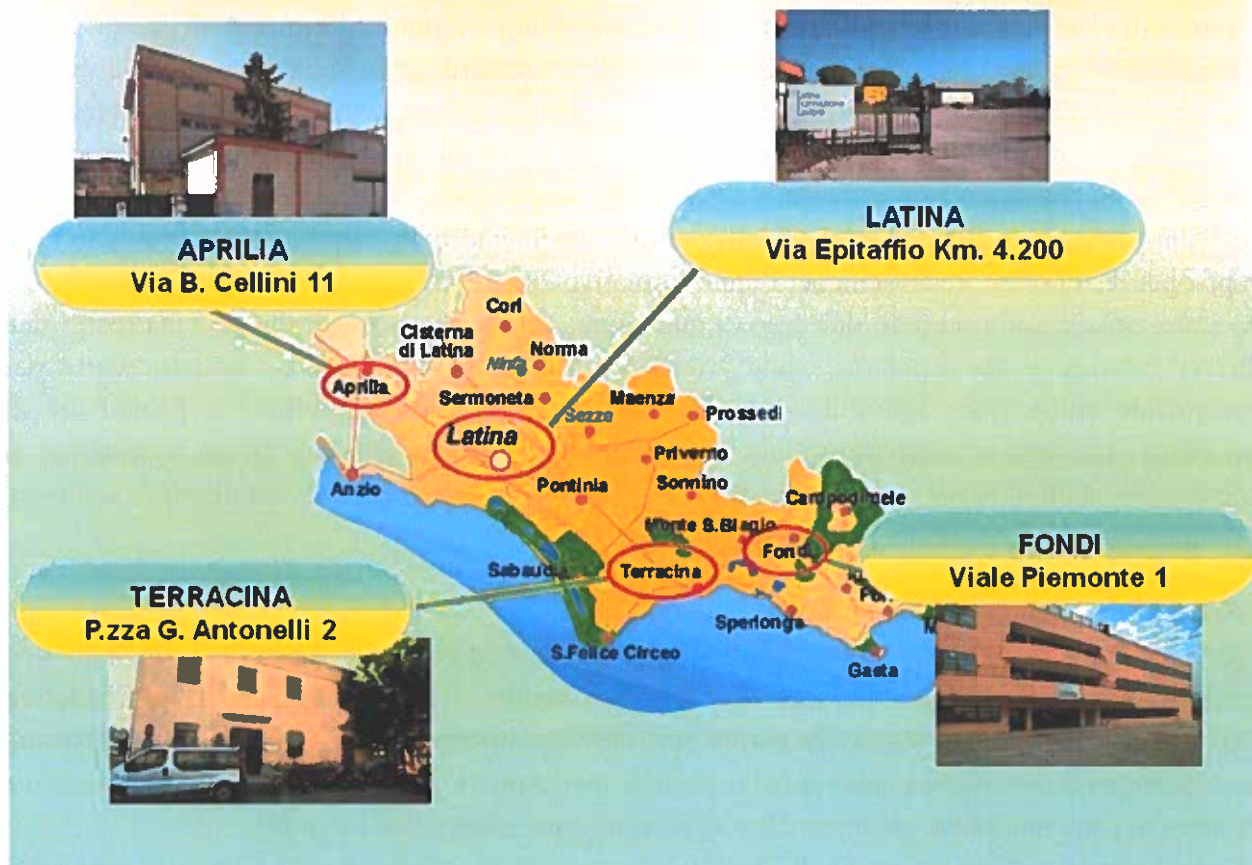 APRILIA
Via B. Cellini 11
LATINA
Via Epitaffio Km. 4.200
Cori
Cisterna
di Latina
Norma
Ninfa
Aprilia
Sermoneta
Maenza
Sezze
Prossedi
Latina
Priverno
Anzio
Pontinia
Sonnino
Campodimele
Monte S.Biagio
Fondi
FONDI
Viale Piemonte 1
Sabaudia
Terracina
TERRACINA
P.zza G. Antonelli 2
Sperlonga
S.Felice Circeo
Gaeta